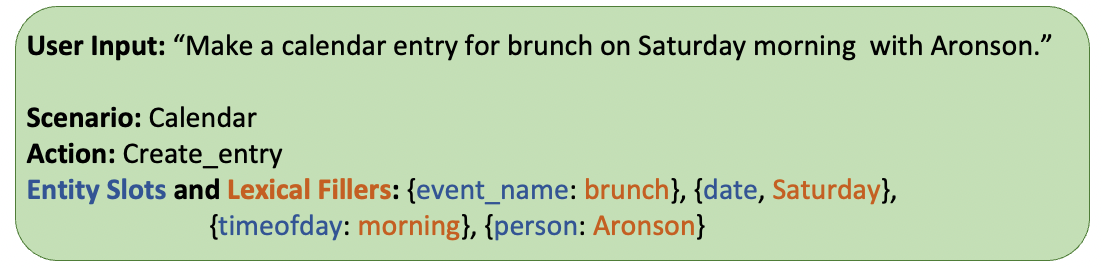 User Input: “Make a calendar entry for brunch on Saturday morning  with Aronson.”
Scenario: Calendar
Action: Create_entry
Entity Slots and Lexical Fillers: {event_name: brunch}, {date, Saturday},
{timeofday: morning}, {person: Aronson}